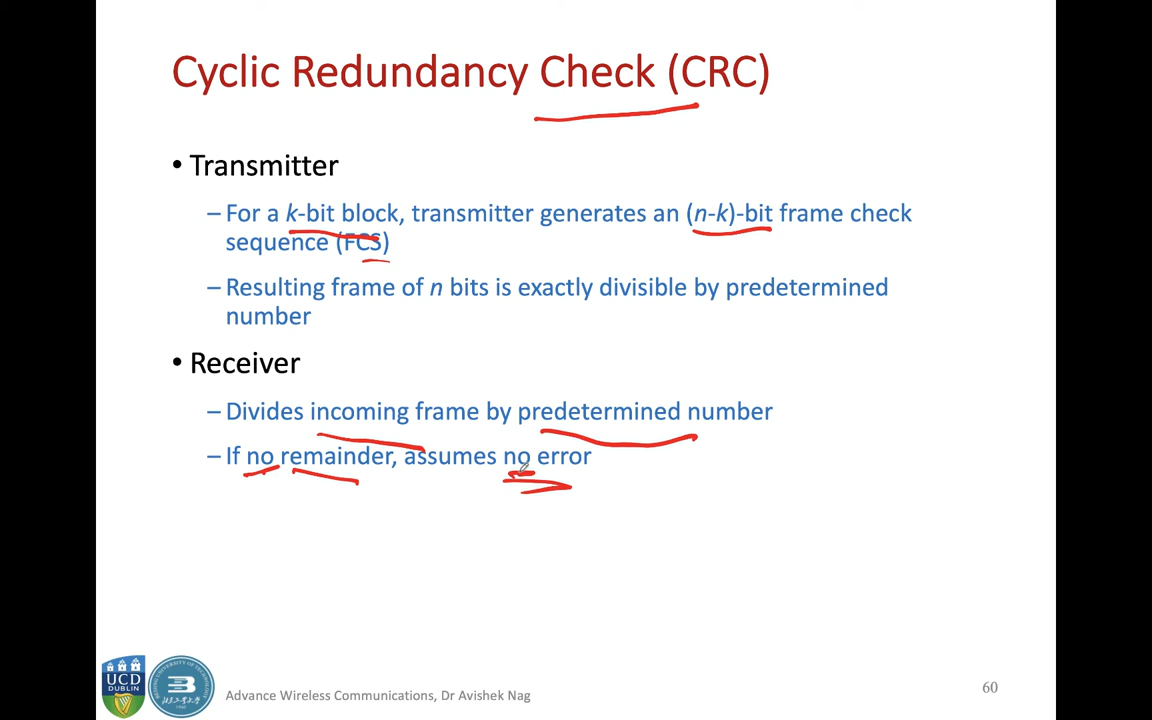 Cyclic Redundancy Check (CRC)
• Transmitter
– For a k-bit block, transmitter generates an (n-k)-bit frame check
sequence (FCS)
– Resulting frame of n bits is exactly divisible by predetermined
number
• Receiver
– Divides incoming frame by predetermined number
– If no remainder, assumes no error
UCD
DUBLIN
Advance Wireless Communications, Dr Avishek Nag
60